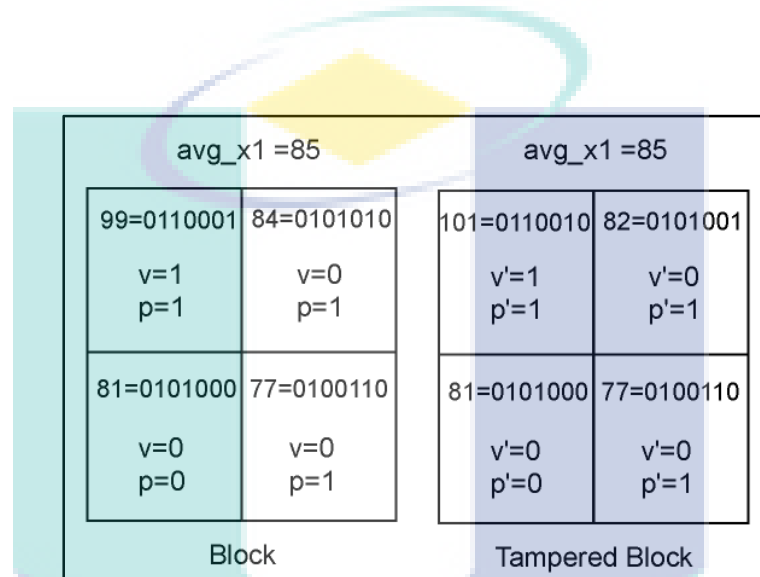 avg_x1 =85
99=0110001 84=0101010
v=1 v=0
p=1 p=1
81=0101000 77=0100110
v=0 v=0
p=0 p=1
Block
avg_x1 =85
101=0110010 82=0101001
v'=1 v'=0
p'=1 p'=1
81=0101000 77=0100110
v'=0 v'=0
p'=0 p'=1
Tampered Block